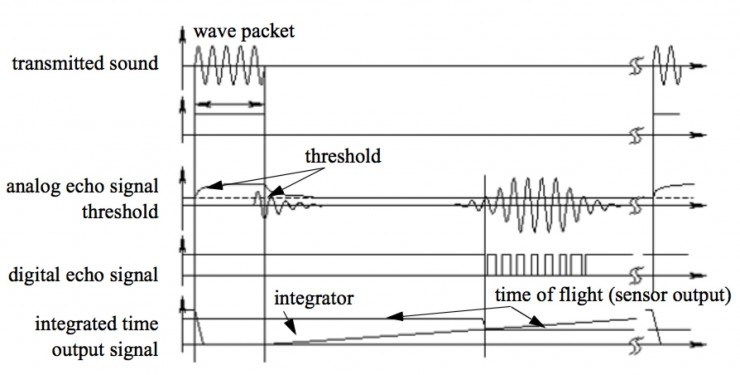 wave packet
transmitted sound
threshold
analog echo signal
threshold
digital echo signal
integrator
time of flight (sensor output)
integrated time
output signal